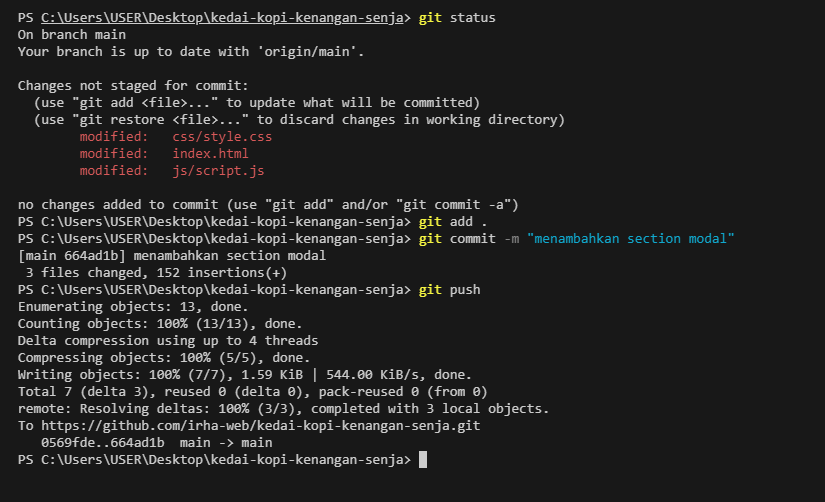 PS C:\Users\USER\Desktop\kedai-kopi-kenangan-senja> git status
On branch main
Your branch is up to date with 'origin/main'.
Changes not staged for commit:
(use "git add <file>..." to update what will be committed)
(use "git restore <file>..." to discard changes in working directory)
modified:   css/style.css
modified:   index.html
modified:   js/script.js
no changes added to commit (use "git add" and/or "git commit -a")
PS C:\Users\USER\Desktop\kedai-kopi-kenangan-senja> git add .
PS C:\Users\USER\Desktop\kedai-kopi-kenangan-senja> git commit -m "menambahkan section modal"
[main 664ad1b] menambahkan section modal
3 files changed, 152 insertions(+)
PS C:\Users\USER\Desktop\kedai-kopi-kenangan-senja> git push
Enumerating objects: 13, done.
Counting objects: 100% (13/13), done.
Delta compression using up to 4 threads
Compressing objects: 100% (5/5), done.
Writing objects: 100% (7/7), 1.59 KiB | 544.00 KiB/s, done.
Total 7 (delta 3), reused 0 (delta 0), pack-reused 0 (from 0)
remote: Resolving deltas: 100% (3/3), completed with 3 local objects.
To https://github.com/irha-web/kedai-kopi-kenangan-senja.git
0569fde..664ad1b  main -> main
PS C:\Users\USER\Desktop\kedai-kopi-kenangan-senja>